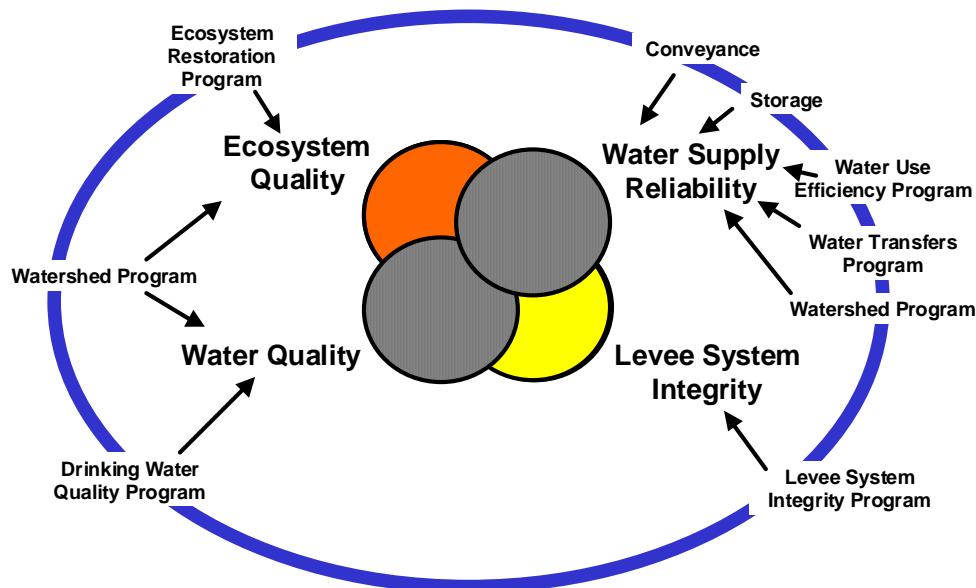 Ecosystem
Restoration
Program
Conveyance
Storage
Ecosystem
Quality
Water Supply
Reliability
Water Use
Efficiency Program
Water Transfers
Program
Watershed Program
Watershed Program
Water Quality
Levee System
Integrity
Drinking Water
Quality Program
Levee System
Integrity Program